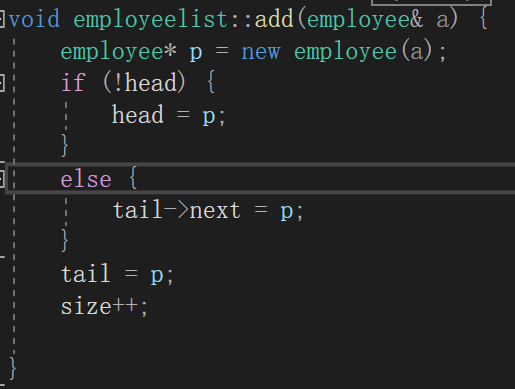 void employeelist::add(employee& a) {
    employee* p = new employee(a);
    if (!head) {
        head = p;
    }
    else {
        tail->next = p;
    }
    tail = p;
    size++;

}